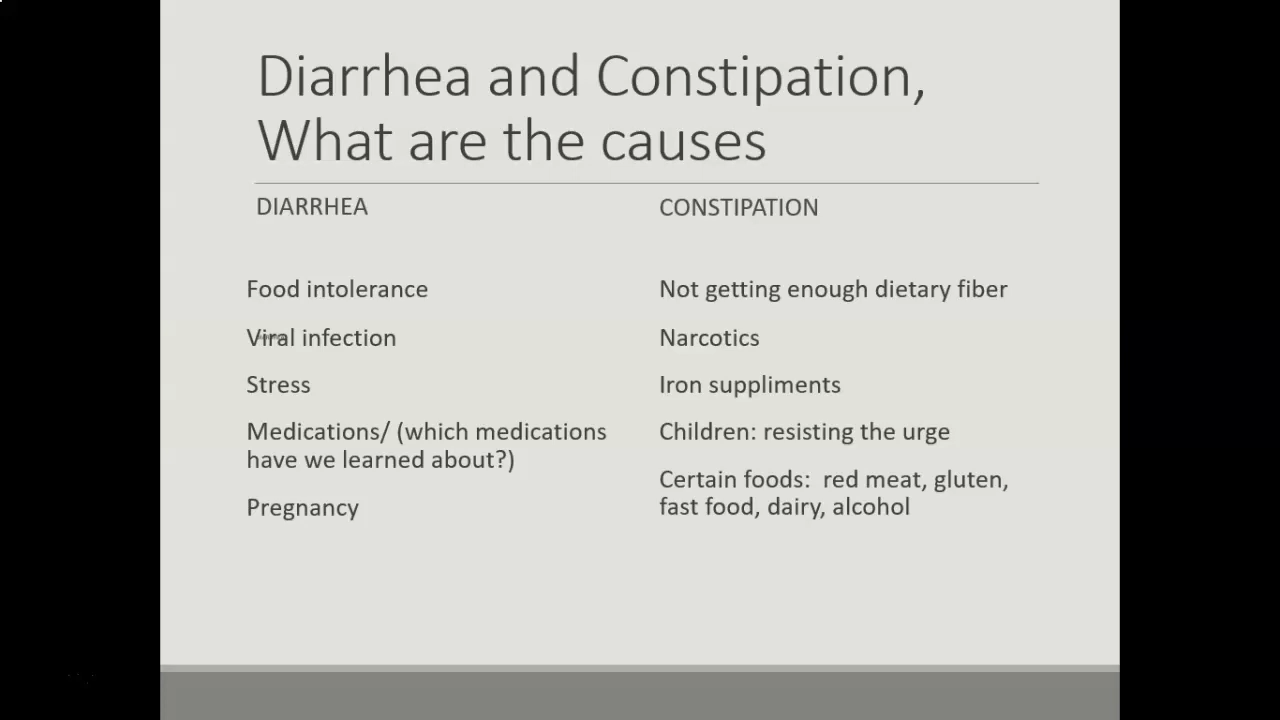 Diarrhea and Constipation,
What are the causes
DIARRHEA
Food intolerance
Viral infection
Stress
Medications/ (which medications
have we learned about?)
Pregnancy
CONSTIPATION
Not getting enough dietary fiber
Narcotics
Iron suppliments
Children: resisting the urge
Certain foods:  red meat, gluten,
fast food, dairy, alcohol